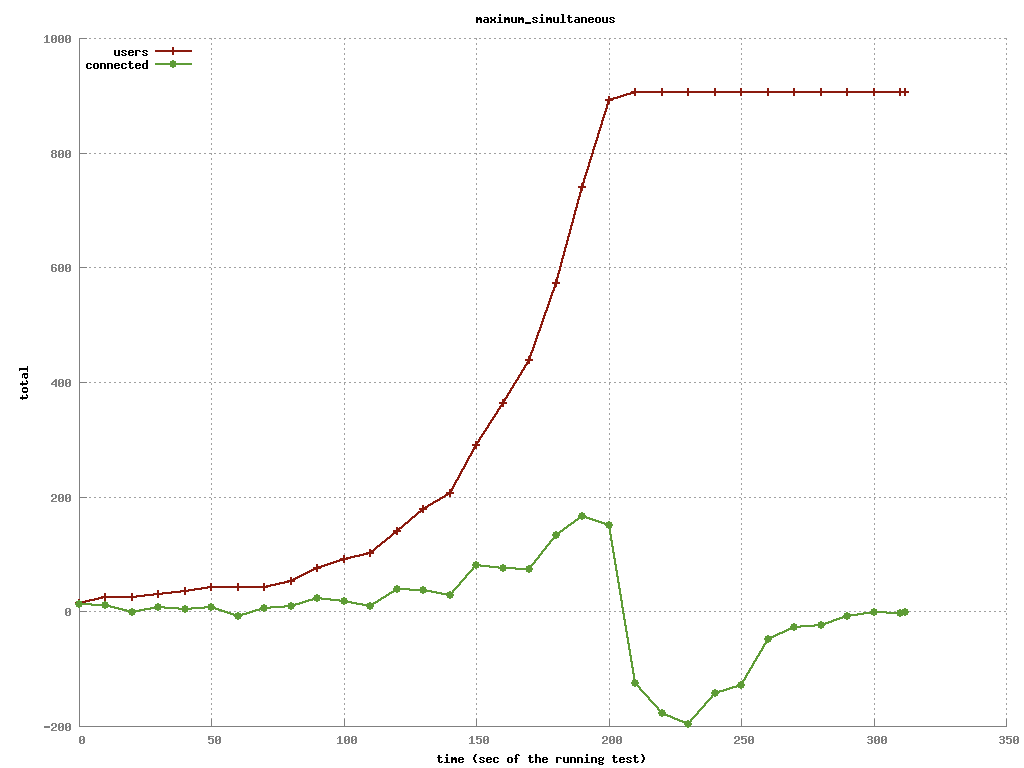 maximum_simultaneous
users
connected
1000
800
600
400
200
0
-200
total
0 50 100 150 200 250 300 350
time (sec of the running test)